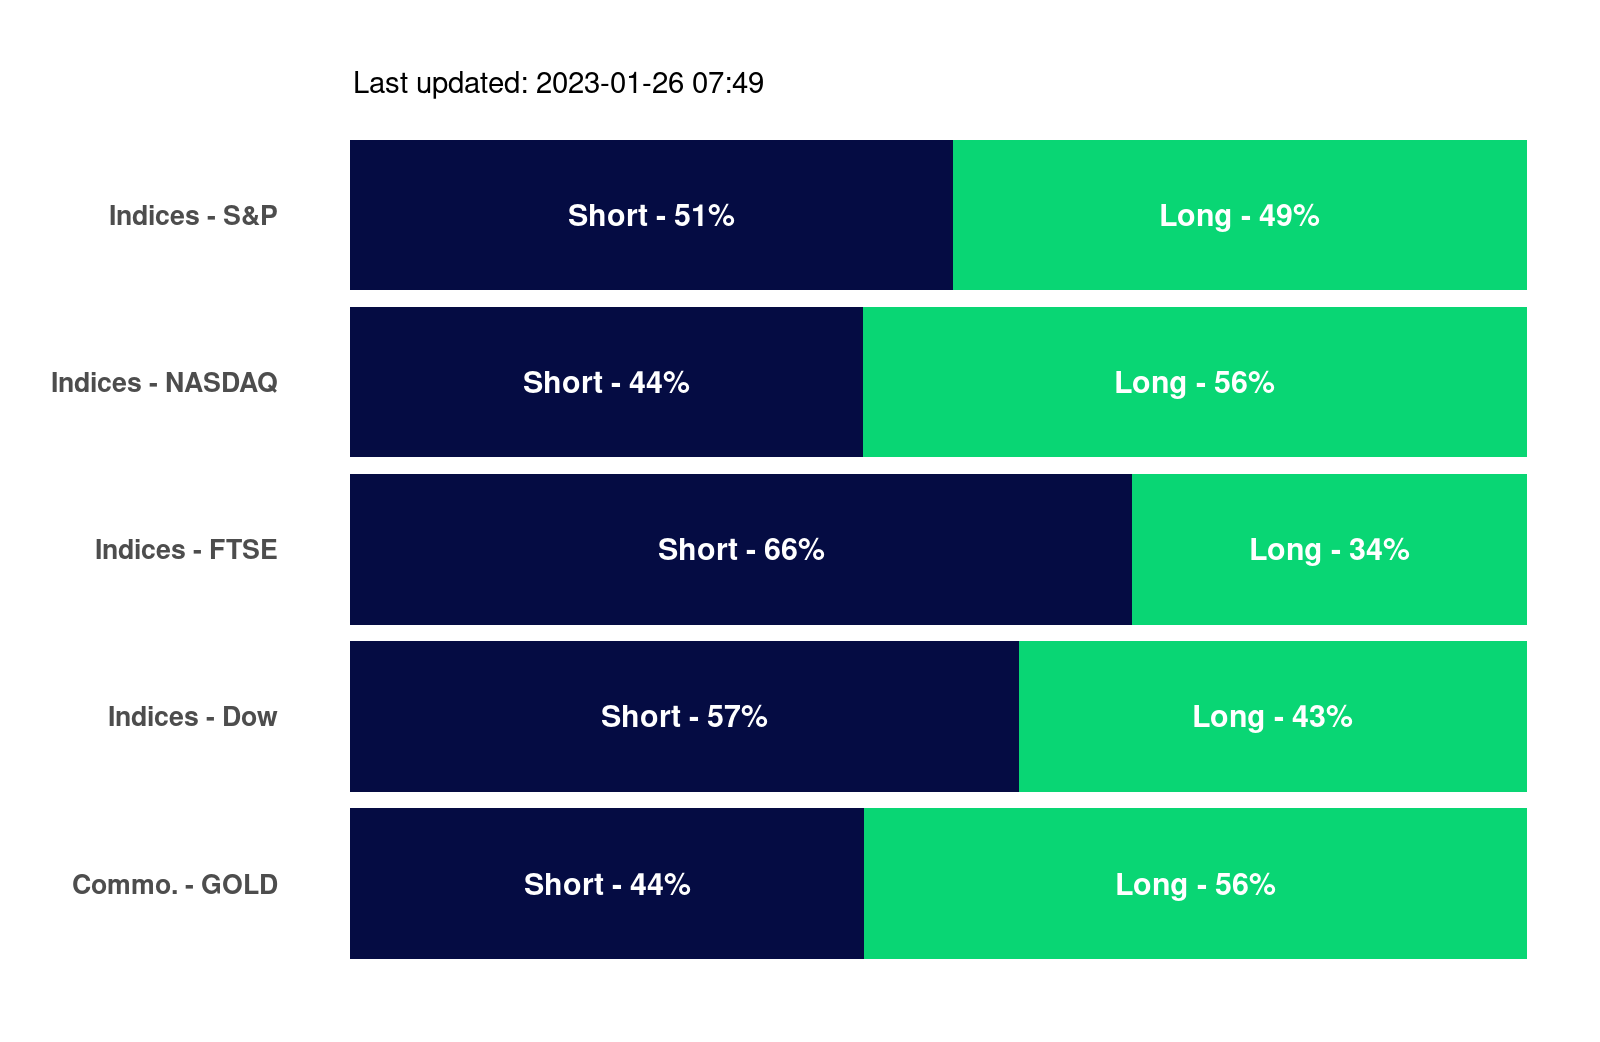 Last updated: 2023-01-26 07:49
Indices - S&P
Short - 51%
Long - 49%
Indices - NASDAQ
Short - 44%
Long - 56%
Indices - FTSE
Short - 66%
Long - 34%
Indices - Dow
Short - 57%
Long - 43%
Commo. - GOLD
Short - 44%
Long - 56%